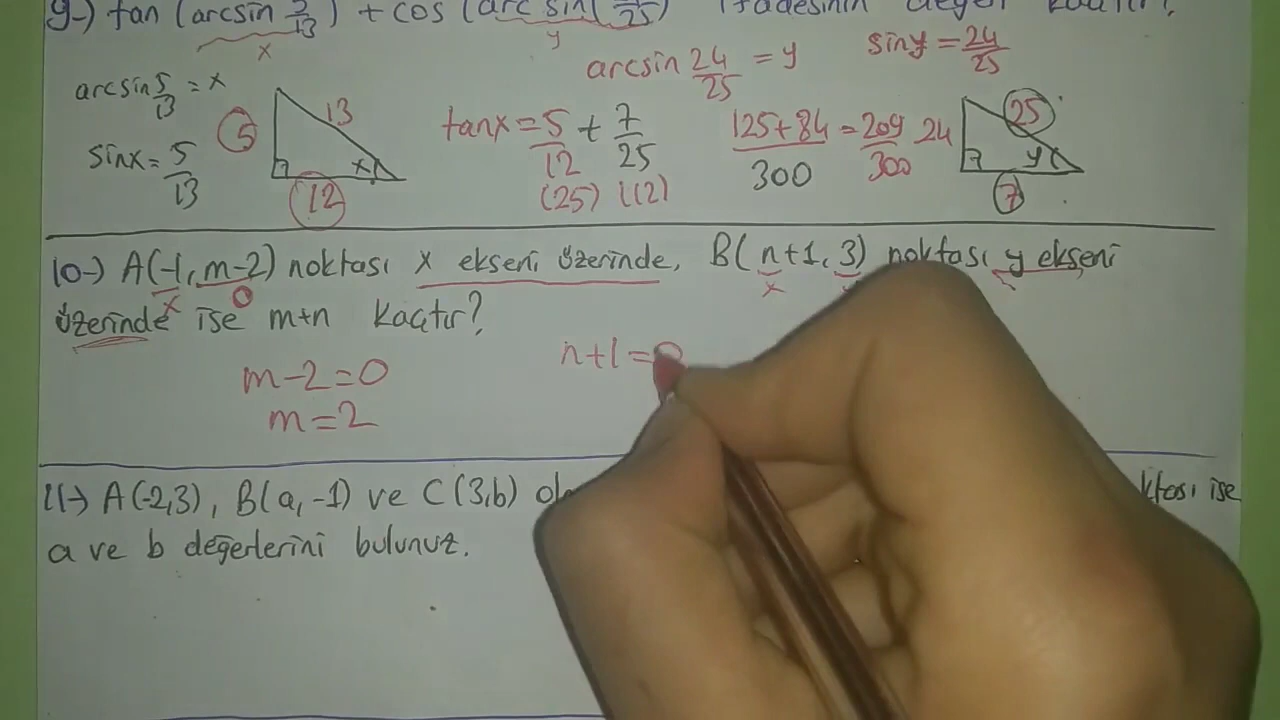 9-) tan (arcsin 5/13) + cos (arc sin( /25) ifadesinin değeri kaçtır?
x
y
arcsin 24/25 = y
sin y = 24/25
arcsin 5/13 = x
5
13
12
x
sinx = 5/13
tanx = 5/12 + 7/25
(25) (12)
125+84/300 = 209/300
24
25
y
7
10-) A(-1, m-2) noktası x ekseni üzerinde, B( n+1, 3) noktası y ekseni
x 0 x
üzerinde ise m+n kaçtır?
m-2=0
m=2
n+1=0
11-) A(-2,3), B(a,-1) ve C(3,b) ise
a ve b değerlerini bulunuz.